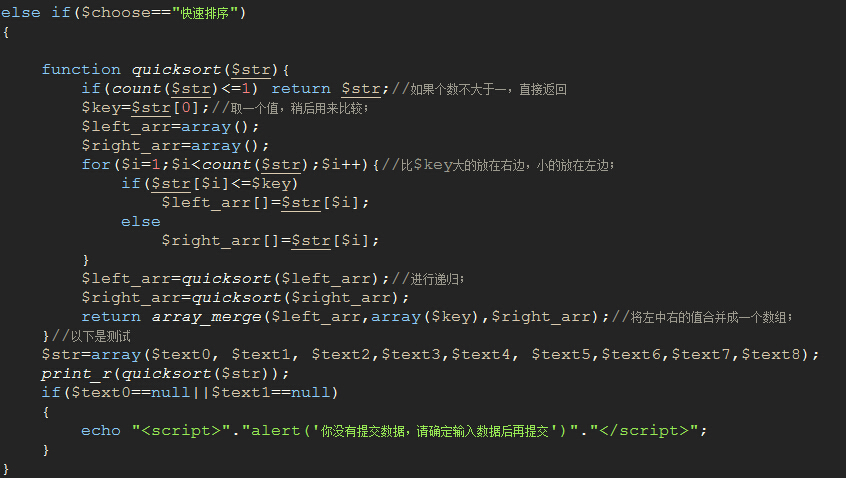 else if($choose=="快速排序")
{
function quicksort($str){
if(count($str)<=1) return $str;//如果个数不大于一，直接返回
$key=$str[0];//取一个值，稍后用来比较；
$left_arr=array();
$right_arr=array();
for($i=1;$i<count($str);$i++){//比$key大的放在右边，小的放在左边；
if($str[$i]<=$key)
$left_arr[]=$str[$i];
else
$right_arr[]=$str[$i];
}
$left_arr=quicksort($left_arr);//进行递归；
$right_arr=quicksort($right_arr);
return array_merge($left_arr,array($key),$right_arr);//将左中右的值合并成一个数组；
}//以下是测试
$str=array($text0, $text1, $text2,$text3,$text4, $text5,$text6,$text7,$text8);
print_r(quicksort($str));
if($text0==null||$text1==null)
{
echo "<script>"."alert('你没有提交数据，请确定输入数据后再提交')"."</script>";
}
}